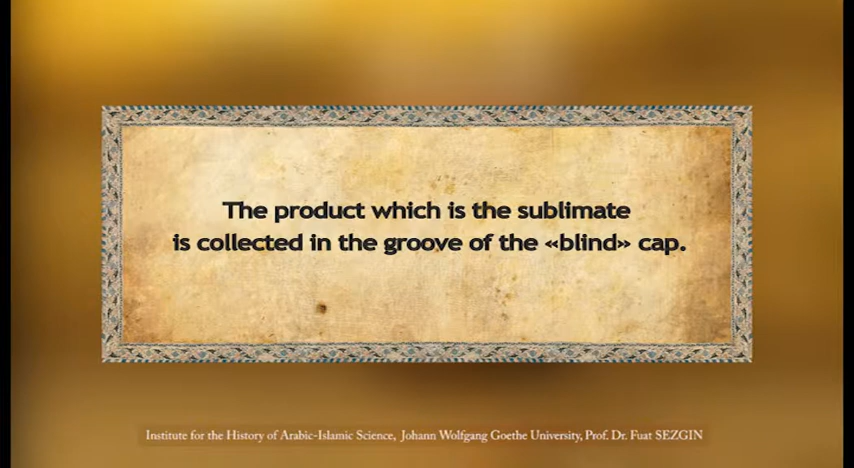 The product which is the sublimate
is collected in the groove of the «blind» cap.
Institute for the History of Arabic-Islamic Science, Johann Wolfgang Goethe University, Prof. Dr. Fuat SEZGIN